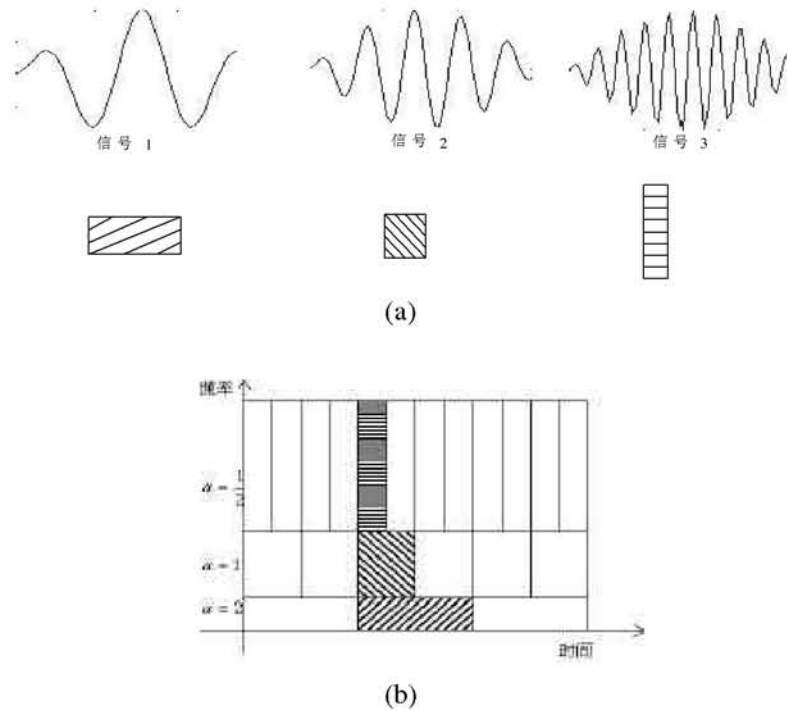 信号 1
信号 2
信号 3
(a)
频率
a = 1/2
a = 1
a = 2
时间
(b)